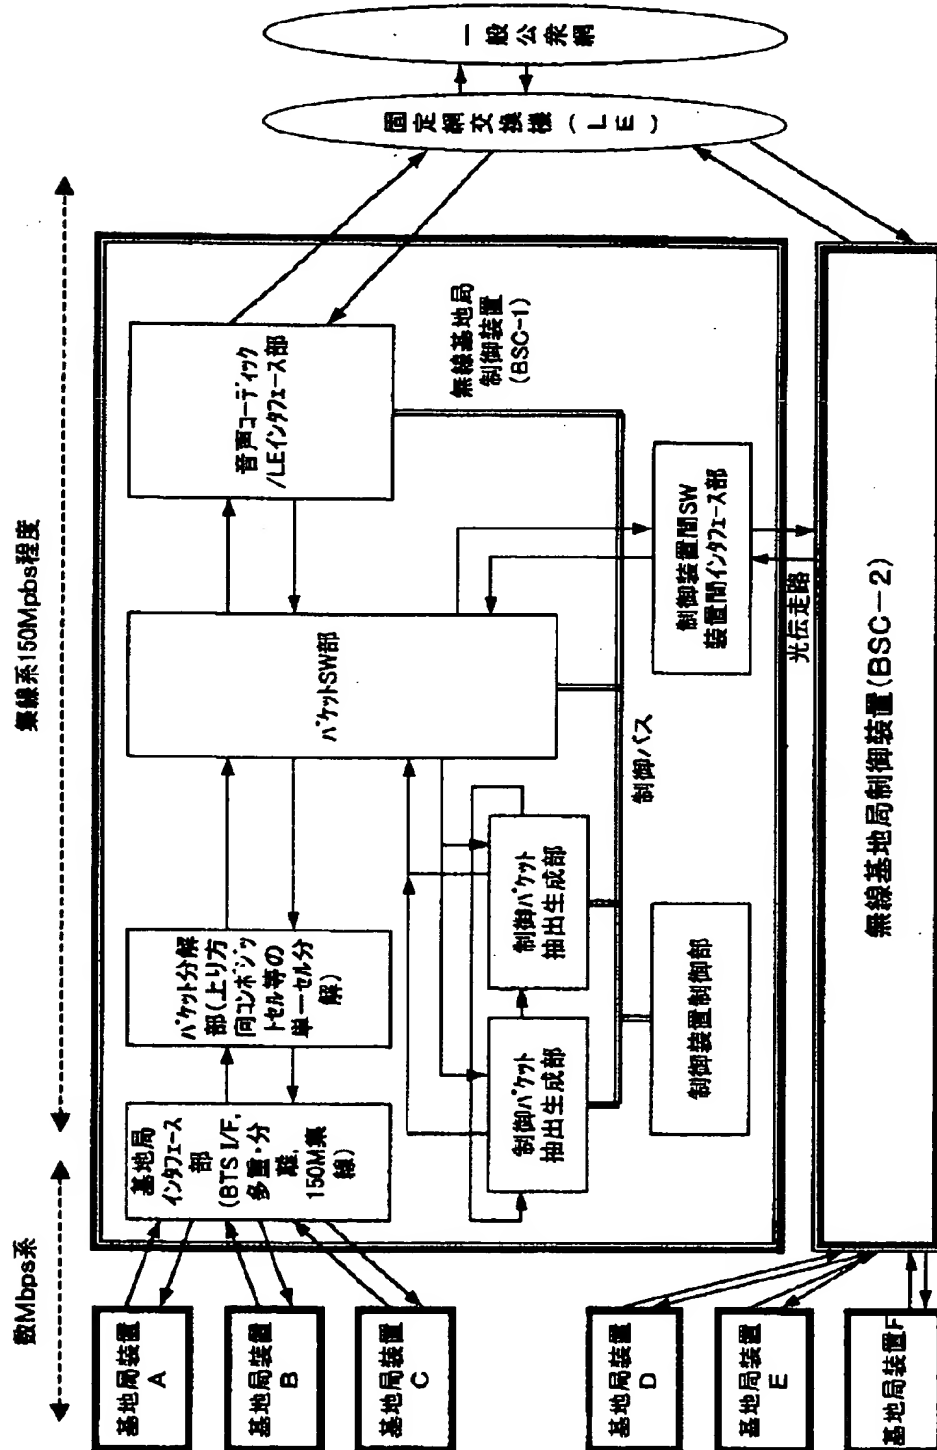 数Mbps系
集線系150Mpbs程度
基地局装置
A
基地局装置
B
基地局装置
C
基地局装置
D
基地局装置
E
基地局装置F
基地局
インタフェース
部
(BTS I/F,
多重・分
離,
150M集
線)
パケット分解
部(上り方
向コンポジッ
トセル等の
単一セル分
解)
パケットSW部
音声コーディック
/LEインタフェース部
無線基地局
制御装置
(BSC-1)
制御パケット
抽出生成部
制御パケット
抽出生成部
制御バス
制御装置制御部
制御装置間SW
装置間インタフェース部
光伝走路
無線基地局制御装置(BSC-2)
固定網交換機(LE)
一般公衆網